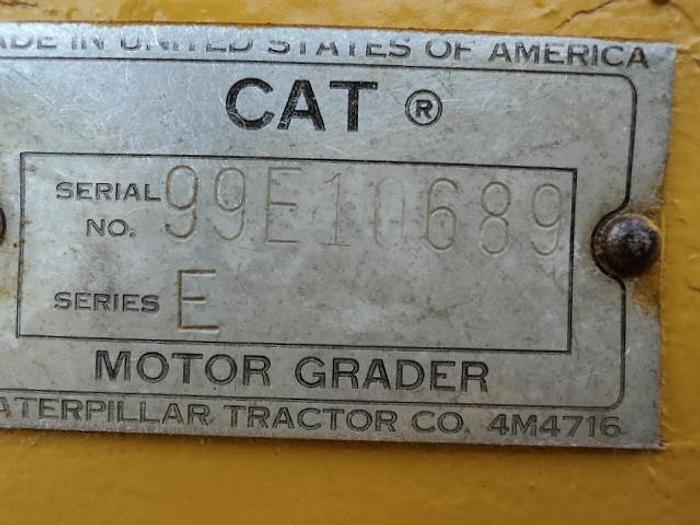 ADE IN UNITED STATES OF AMERICA
CAT ®
SERIAL NO. 99E10689
SERIES E
MOTOR GRADER
ATERPILLAR TRACTOR CO. 4M4716